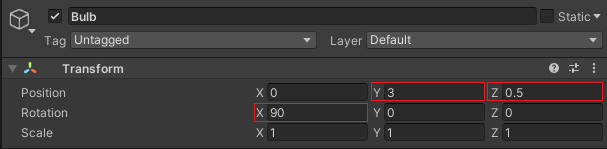 Bulb Static
Tag Untagged Layer Default
Transform
Position X 0 Y 3 Z 0.5
Rotation X 90 Y 0 Z 0
Scale X 1 Y 1 Z 1